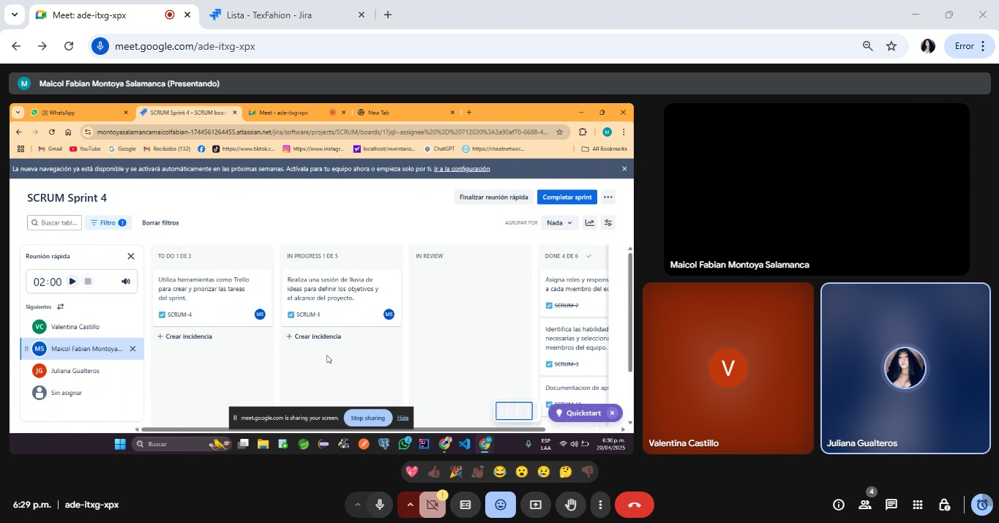 Meet: ade-itxg-xpx
Lista - TexFahion - Jira
meet.google.com/ade-itxg-xpx
Error
M
Maicol Fabian Montoya Salamanca (Presentando)
(3) WhatsApp
SCRUM Sprint 4 - SCRUM boar
Meet - ade-itxg-xpx
New Tab
montoyasalamancamaicolfabian-1744561264455.atlassian.net/jira/software/projects/SCRUM/boards/1?jql=assignee%20%3D%20712020%3A3a90af70-6688-4...
M
Gmail
YouTube
Google
Recibidos (132)
https://www.tiktok.c...
https://www.instagr...
localhost/inventario...
ChatGPT
https://cheatnetwor...
All Bookmarks
La nueva navegación ya está disponible y se activará automáticamente en las próximas semanas. Actívala para tu equipo ahora o empieza solo por ti. Ir a la configuración
SCRUM Sprint 4
Finalizar reunión rápida
Completar sprint
Buscar tabl...
Filtro 1
Borrar filtros
AGRUPAR POR
Nada
Reunión rápida
02:00
Siguientes
VC Valentina Castillo
MS Maicol Fabian Montoya...
JG Juliana Gualteros
Sin asignar
TO DO 1 DE 3
Utiliza herramientas como Trello
para crear y priorizar las tareas
del sprint.
SCRUM-4
MS
+ Crear incidencia
IN PROGRESS 1 DE 5
Realiza una sesión de lluvia de
ideas para definir los objetivos y
el alcance del proyecto.
SCRUM-1
MS
+ Crear incidencia
IN REVIEW
DONE 4 DE 6
Asigna roles y respons
a cada miembro del ec
SCRUM-2
Identifica las habilidad
necesarias y selecciona
miembros del equipo.
SCRUM-3
Documentacion de ap
Quickstart
meet.google.com is sharing your screen.
Stop sharing
Hide
Buscar
ESP
LAA
6:30 p.m.
20/04/2025
Maicol Fabian Montoya Salamanca
V
Valentina Castillo
Juliana Gualteros
6:29 p.m.
ade-itxg-xpx
4